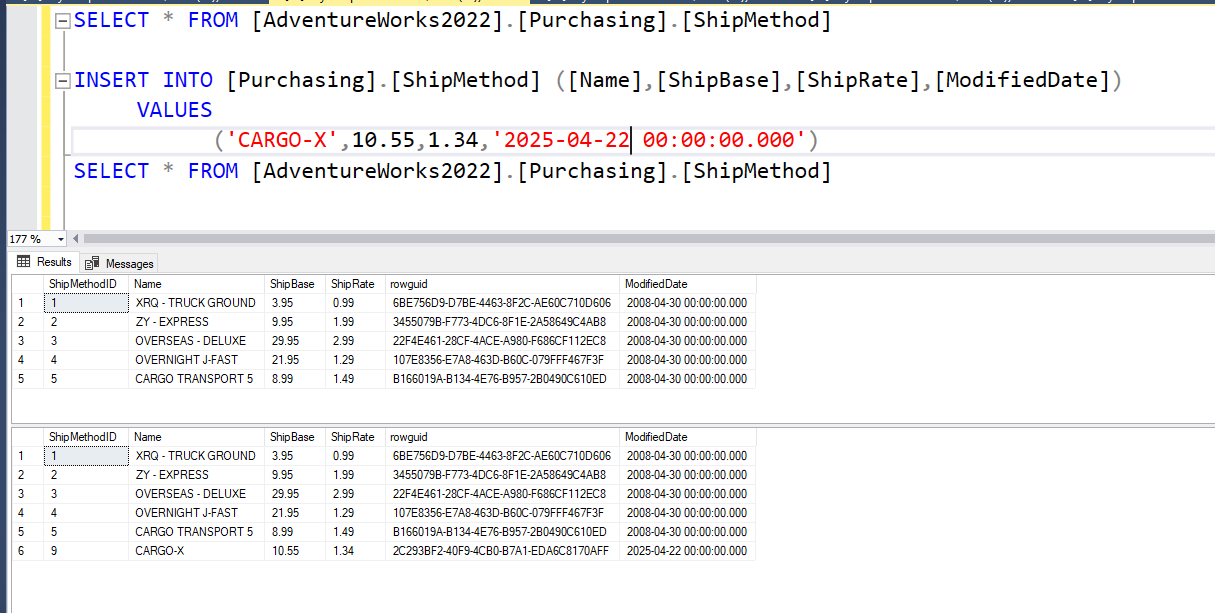 SELECT * FROM [AdventureWorks2022].[Purchasing].[ShipMethod]
INSERT INTO [Purchasing].[ShipMethod] ([Name],[ShipBase],[ShipRate],[ModifiedDate])
VALUES
('CARGO-X',10.55,1.34,'2025-04-22 00:00:00.000')
SELECT * FROM [AdventureWorks2022].[Purchasing].[ShipMethod]
177 %
Results Messages
ShipMethodID Name ShipBase ShipRate rowguid ModifiedDate
1 1 XRQ - TRUCK GROUND 3.95 0.99 6BE756D9-D7BE-4463-8F2C-AE60C710D606 2008-04-30 00:00:00.000
2 2 ZY - EXPRESS 9.95 1.99 3455079B-F773-4DC6-8F1E-2A58649C4AB8 2008-04-30 00:00:00.000
3 3 OVERSEAS - DELUXE 29.95 2.99 22F4E461-28CF-4ACE-A980-F686CF112EC8 2008-04-30 00:00:00.000
4 4 OVERNIGHT J-FAST 21.95 1.29 107E8356-E7A8-463D-B60C-079FFF467F3F 2008-04-30 00:00:00.000
5 5 CARGO TRANSPORT 5 8.99 1.49 B166019A-B134-4E76-B957-2B0490C610ED 2008-04-30 00:00:00.000
ShipMethodID Name ShipBase ShipRate rowguid ModifiedDate
1 1 XRQ - TRUCK GROUND 3.95 0.99 6BE756D9-D7BE-4463-8F2C-AE60C710D606 2008-04-30 00:00:00.000
2 2 ZY - EXPRESS 9.95 1.99 3455079B-F773-4DC6-8F1E-2A58649C4AB8 2008-04-30 00:00:00.000
3 3 OVERSEAS - DELUXE 29.95 2.99 22F4E461-28CF-4ACE-A980-F686CF112EC8 2008-04-30 00:00:00.000
4 4 OVERNIGHT J-FAST 21.95 1.29 107E8356-E7A8-463D-B60C-079FFF467F3F 2008-04-30 00:00:00.000
5 5 CARGO TRANSPORT 5 8.99 1.49 B166019A-B134-4E76-B957-2B0490C610ED 2008-04-30 00:00:00.000
6 9 CARGO-X 10.55 1.34 2C293BF2-40F9-4CB0-B7A1-EDA6C8170AFF 2025-04-22 00:00:00.000